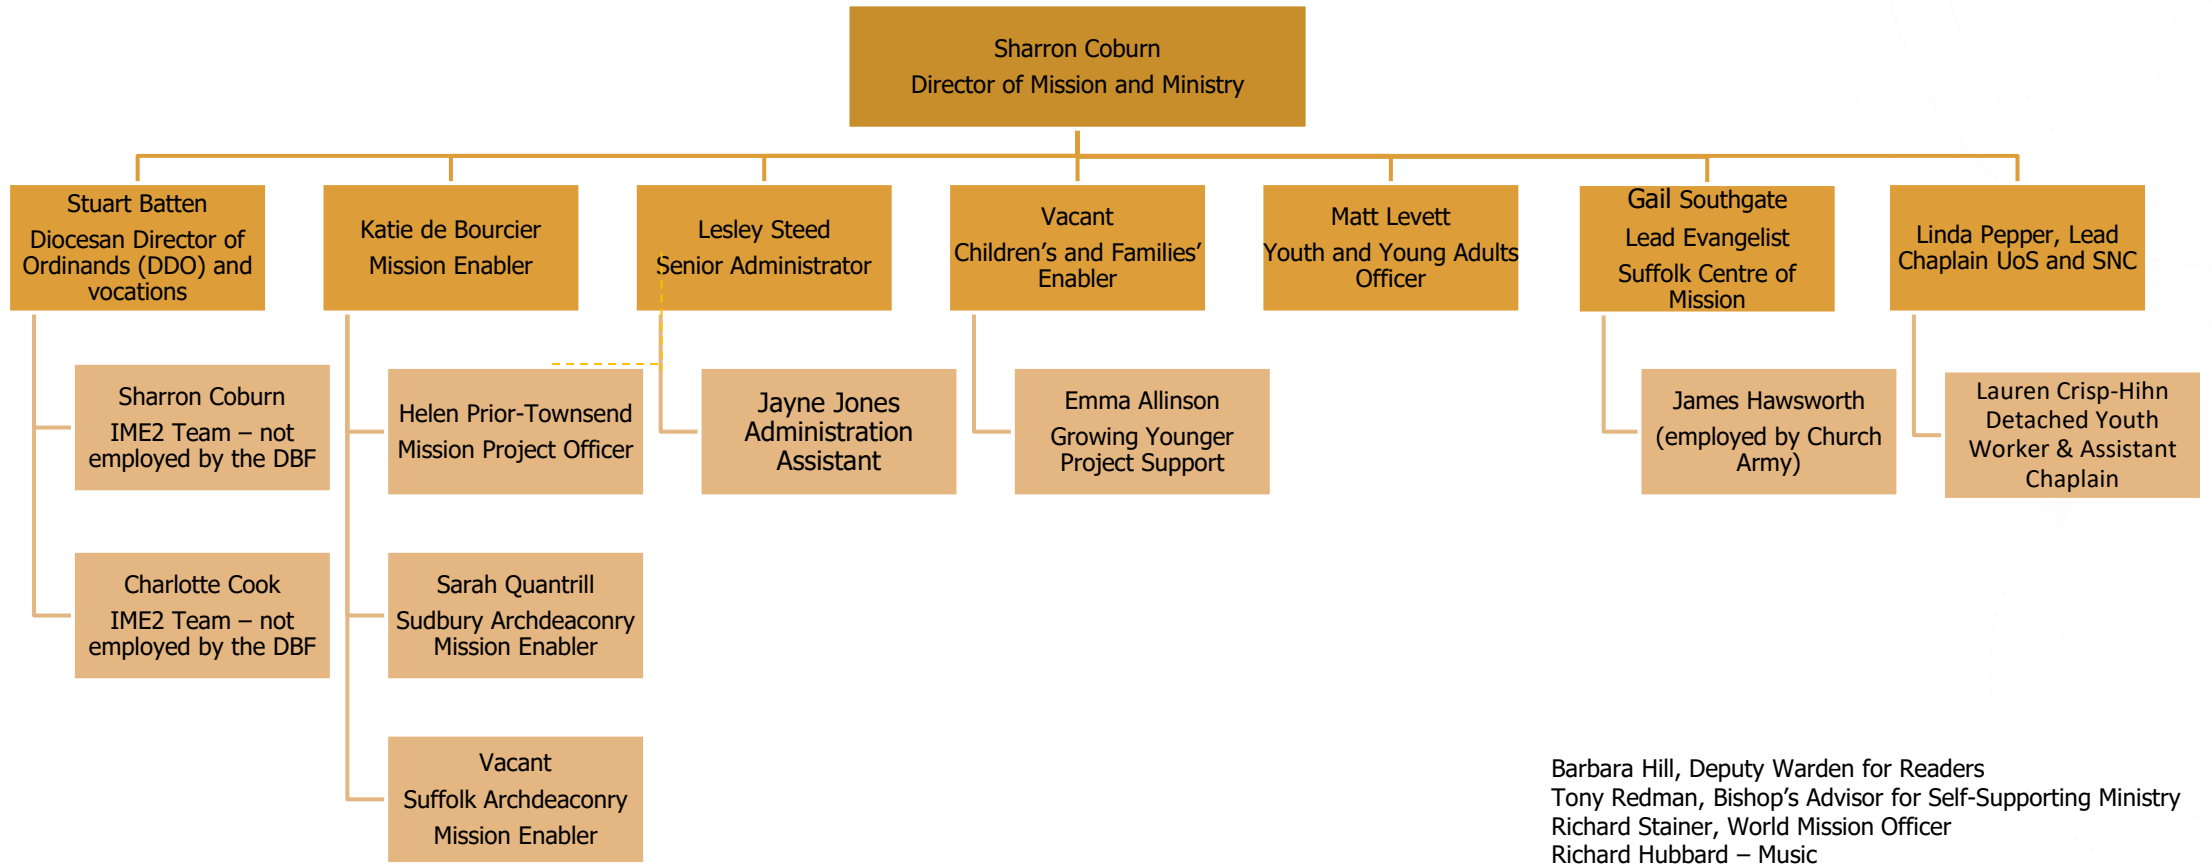 Sharron Coburn
Director of Mission and Ministry
Stuart Batten
Diocesan Director of
Ordinands (DDO) and
vocations
Katie de Bourcier
Mission Enabler
Lesley Steed
Senior Administrator
Vacant
Children’s and Families’
Enabler
Matt Levett
Youth and Young Adults
Officer
Gail Southgate
Lead Evangelist
Suffolk Centre of
Mission
Linda Pepper, Lead
Chaplain UoS and SNC
Sharron Coburn
IME2 Team – not
employed by the DBF
Helen Prior-Townsend
Mission Project Officer
Jayne Jones
Administration
Assistant
Emma Allinson
Growing Younger
Project Support
James Hawsworth
(employed by Church
Army)
Lauren Crisp-Hihn
Detached Youth
Worker & Assistant
Chaplain
Charlotte Cook
IME2 Team – not
employed by the DBF
Sarah Quantrill
Sudbury Archdeaconry
Mission Enabler
Vacant
Suffolk Archdeaconry
Mission Enabler
Barbara Hill, Deputy Warden for Readers
Tony Redman, Bishop’s Advisor for Self-Supporting Ministry
Richard Stainer, World Mission Officer
Richard Hubbard – Music